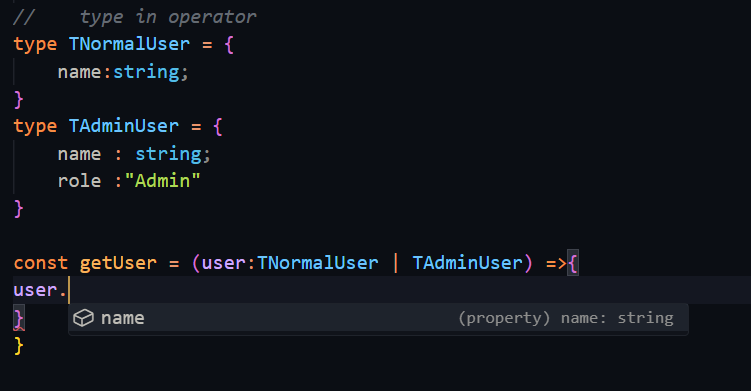 //    type in operator
type TNormalUser = {
    name:string;
}
type TAdminUser = {
    name : string;
    role :"Admin"
}
const getUser = (user:TNormalUser | TAdminUser) =>{
user.
} name (property) name: string
}